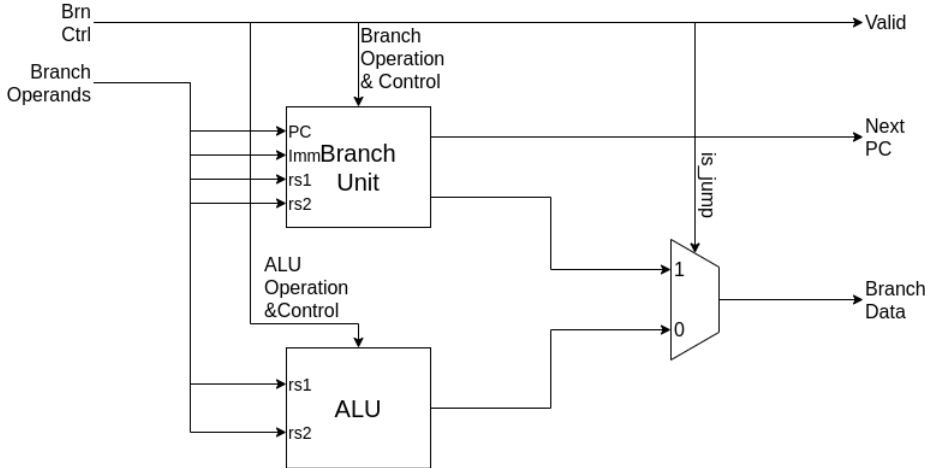 Brn
Ctrl
Valid
Branch
Operation
& Control
Branch
Operands
PC
Imm
rs1
rs2
Branch
Unit
Next
PC
is_jump
ALU
Operation
&Control
1
0
Branch
Data
rs1
rs2
ALU